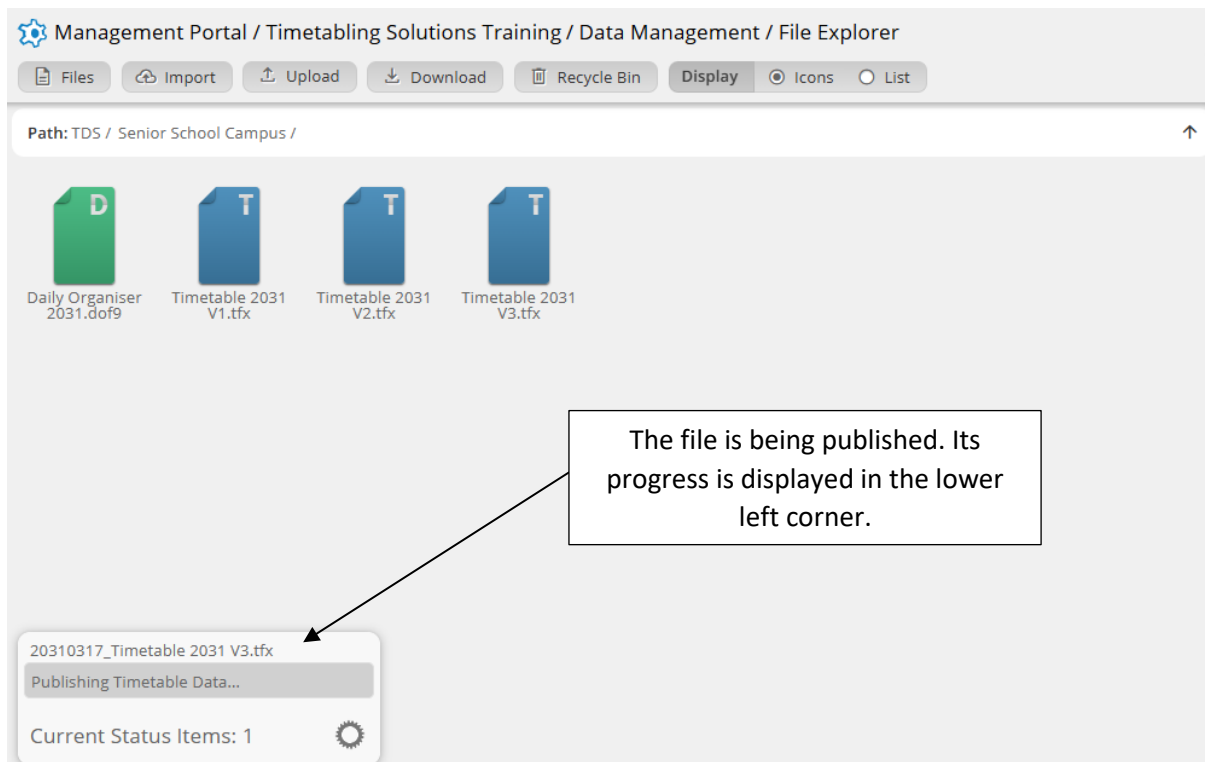 Management Portal / Timetabling Solutions Training / Data Management / File Explorer
Files Import Upload Download Recycle Bin Display Icons List
Path: TDS / Senior School Campus /
D T T T
Daily Organiser Timetable 2031 Timetable 2031 Timetable 2031
2031.dof9 V1.tfx V2.tfx V3.tfx
The file is being published. Its
progress is displayed in the lower
left corner.
20310317_Timetable 2031 V3.tfx
Publishing Timetable Data...
Current Status Items: 1